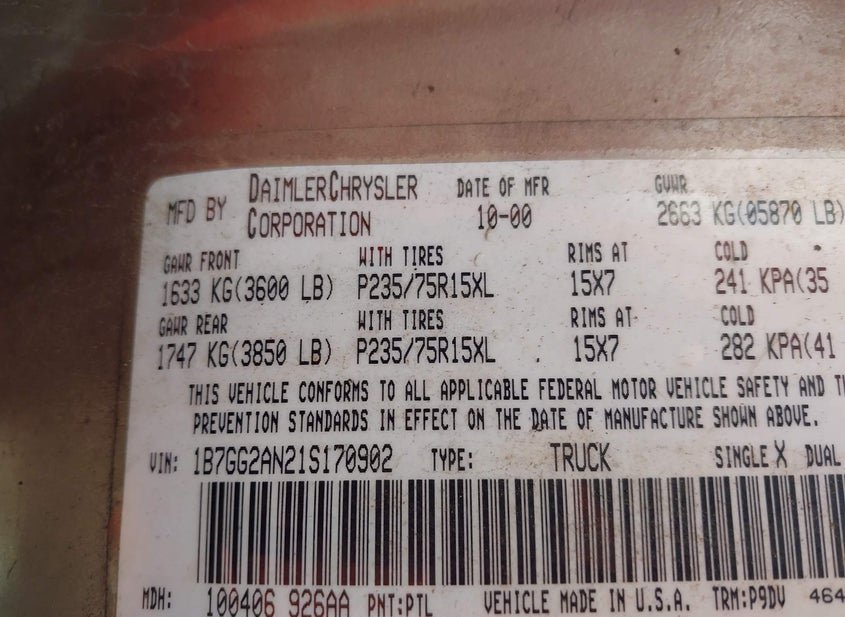 MFD BY DAIMLERCHRYSLER CORPORATION DATE OF MFR 10-00 GVWR 2663 KG(05870 LB)
GAWR FRONT WITH TIRES RIMS AT COLD
1633 KG(3600 LB) P235/75R15XL 15X7 241 KPA(35
GAWR REAR WITH TIRES RIMS AT COLD
1747 KG(3850 LB) P235/75R15XL 15X7 282 KPA(41
THIS VEHICLE CONFORMS TO ALL APPLICABLE FEDERAL MOTOR VEHICLE SAFETY AND
PREVENTION STANDARDS IN EFFECT ON THE DATE OF MANUFACTURE SHOWN ABOVE.
VIN: 1B7GG2AN21S170902 TYPE: TRUCK SINGLE X DUAL
MDH: 100406 926AA PNT:PTL VEHICLE MADE IN U.S.A. TRM:P9DV 464